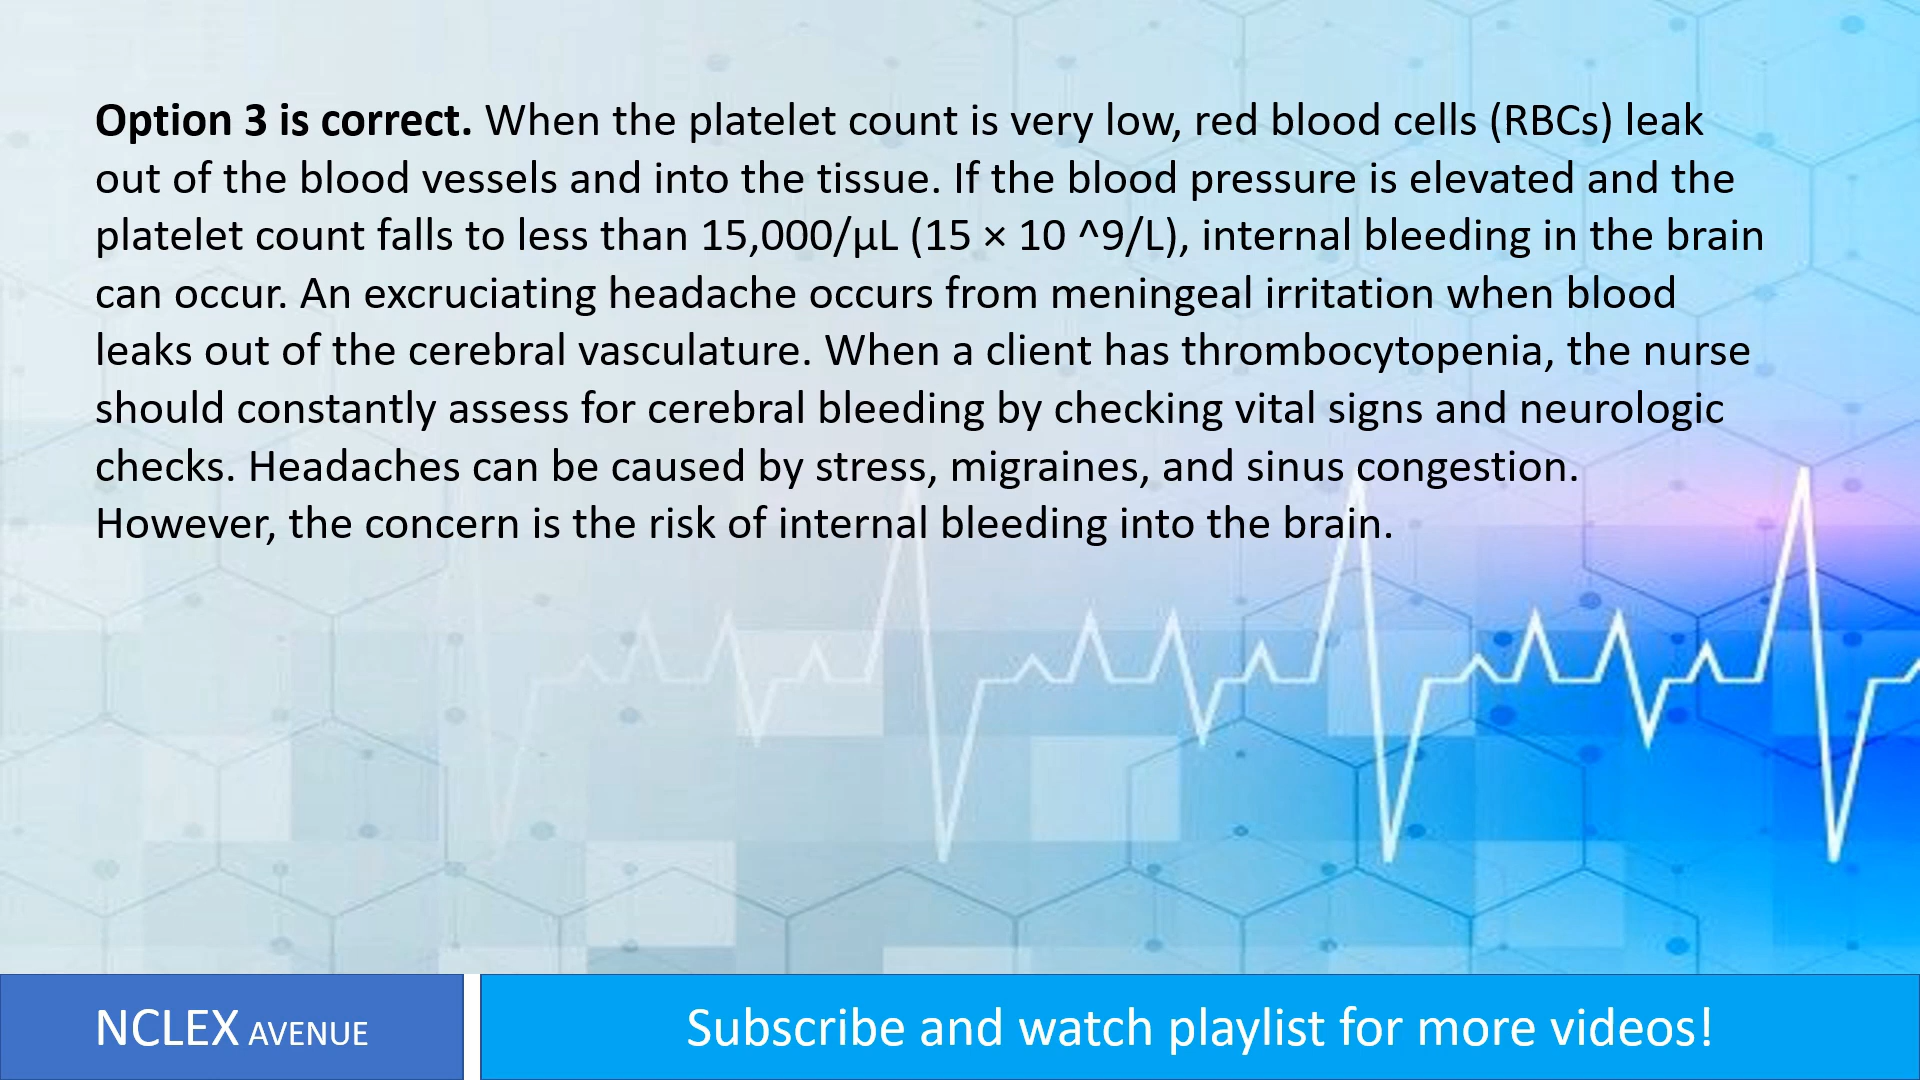 Option 3 is correct. When the platelet count is very low, red blood cells (RBCs) leak
out of the blood vessels and into the tissue. If the blood pressure is elevated and the
platelet count falls to less than 15,000/µL (15 × 10 ^9/L), internal bleeding in the brain
can occur. An excruciating headache occurs from meningeal irritation when blood
leaks out of the cerebral vasculature. When a client has thrombocytopenia, the nurse
should constantly assess for cerebral bleeding by checking vital signs and neurologic
checks. Headaches can be caused by stress, migraines, and sinus congestion.
However, the concern is the risk of internal bleeding into the brain.
NCLEX AVENUE
Subscribe and watch playlist for more videos!